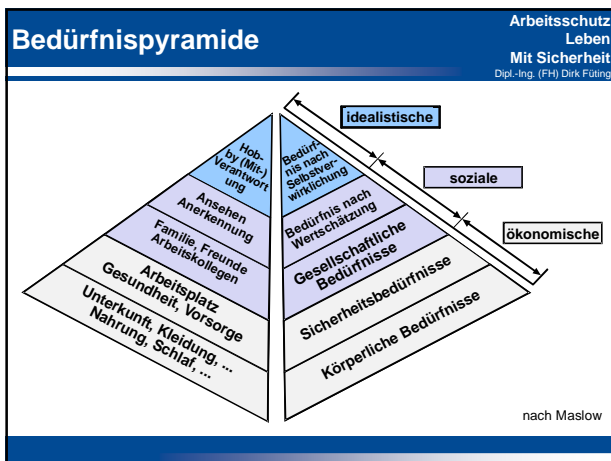 Bedürfnispyramide
Arbeitsschutz
Leben
Mit Sicherheit
Dipl.-Ing. (FH) Dirk Füting
idealistische
soziale
ökonomische
Hob-
by (Mit-)
Verantwort
ung
Bedürf-
nis nach
Selbstver-
wirklichung
Ansehen
Anerkennung
Bedürfnis nach
Wertschätzung
Familie, Freunde
Arbeitskollegen
Gesellschaftliche
Bedürfnisse
Arbeitsplatz
Gesundheit, Vorsorge
Sicherheitsbedürfnisse
Unterkunft, Kleidung, ...
Nahrung, Schlaf, ...
Körperliche Bedürfnisse
nach Maslow